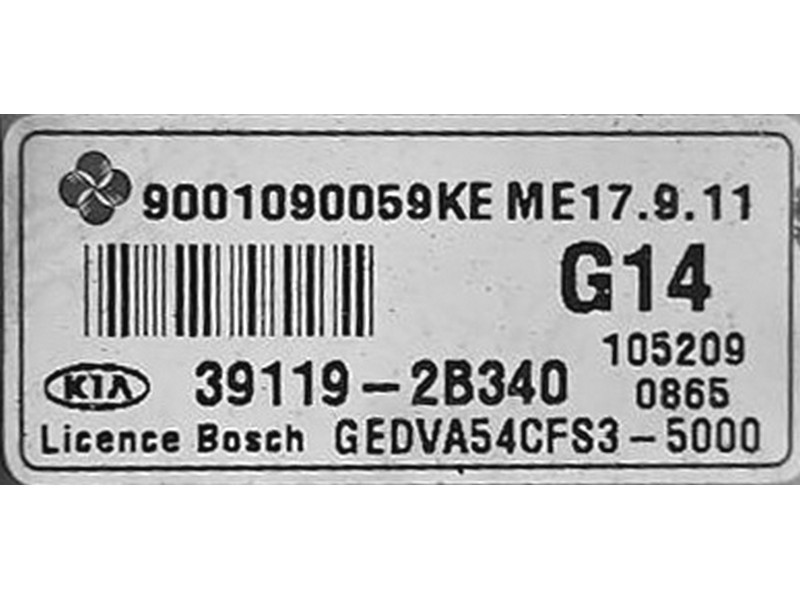 9001090059KE ME17.9.11
G14
105209
KIA 39119-2B340
0865
Licence Bosch GEDVA54CFS3-5000